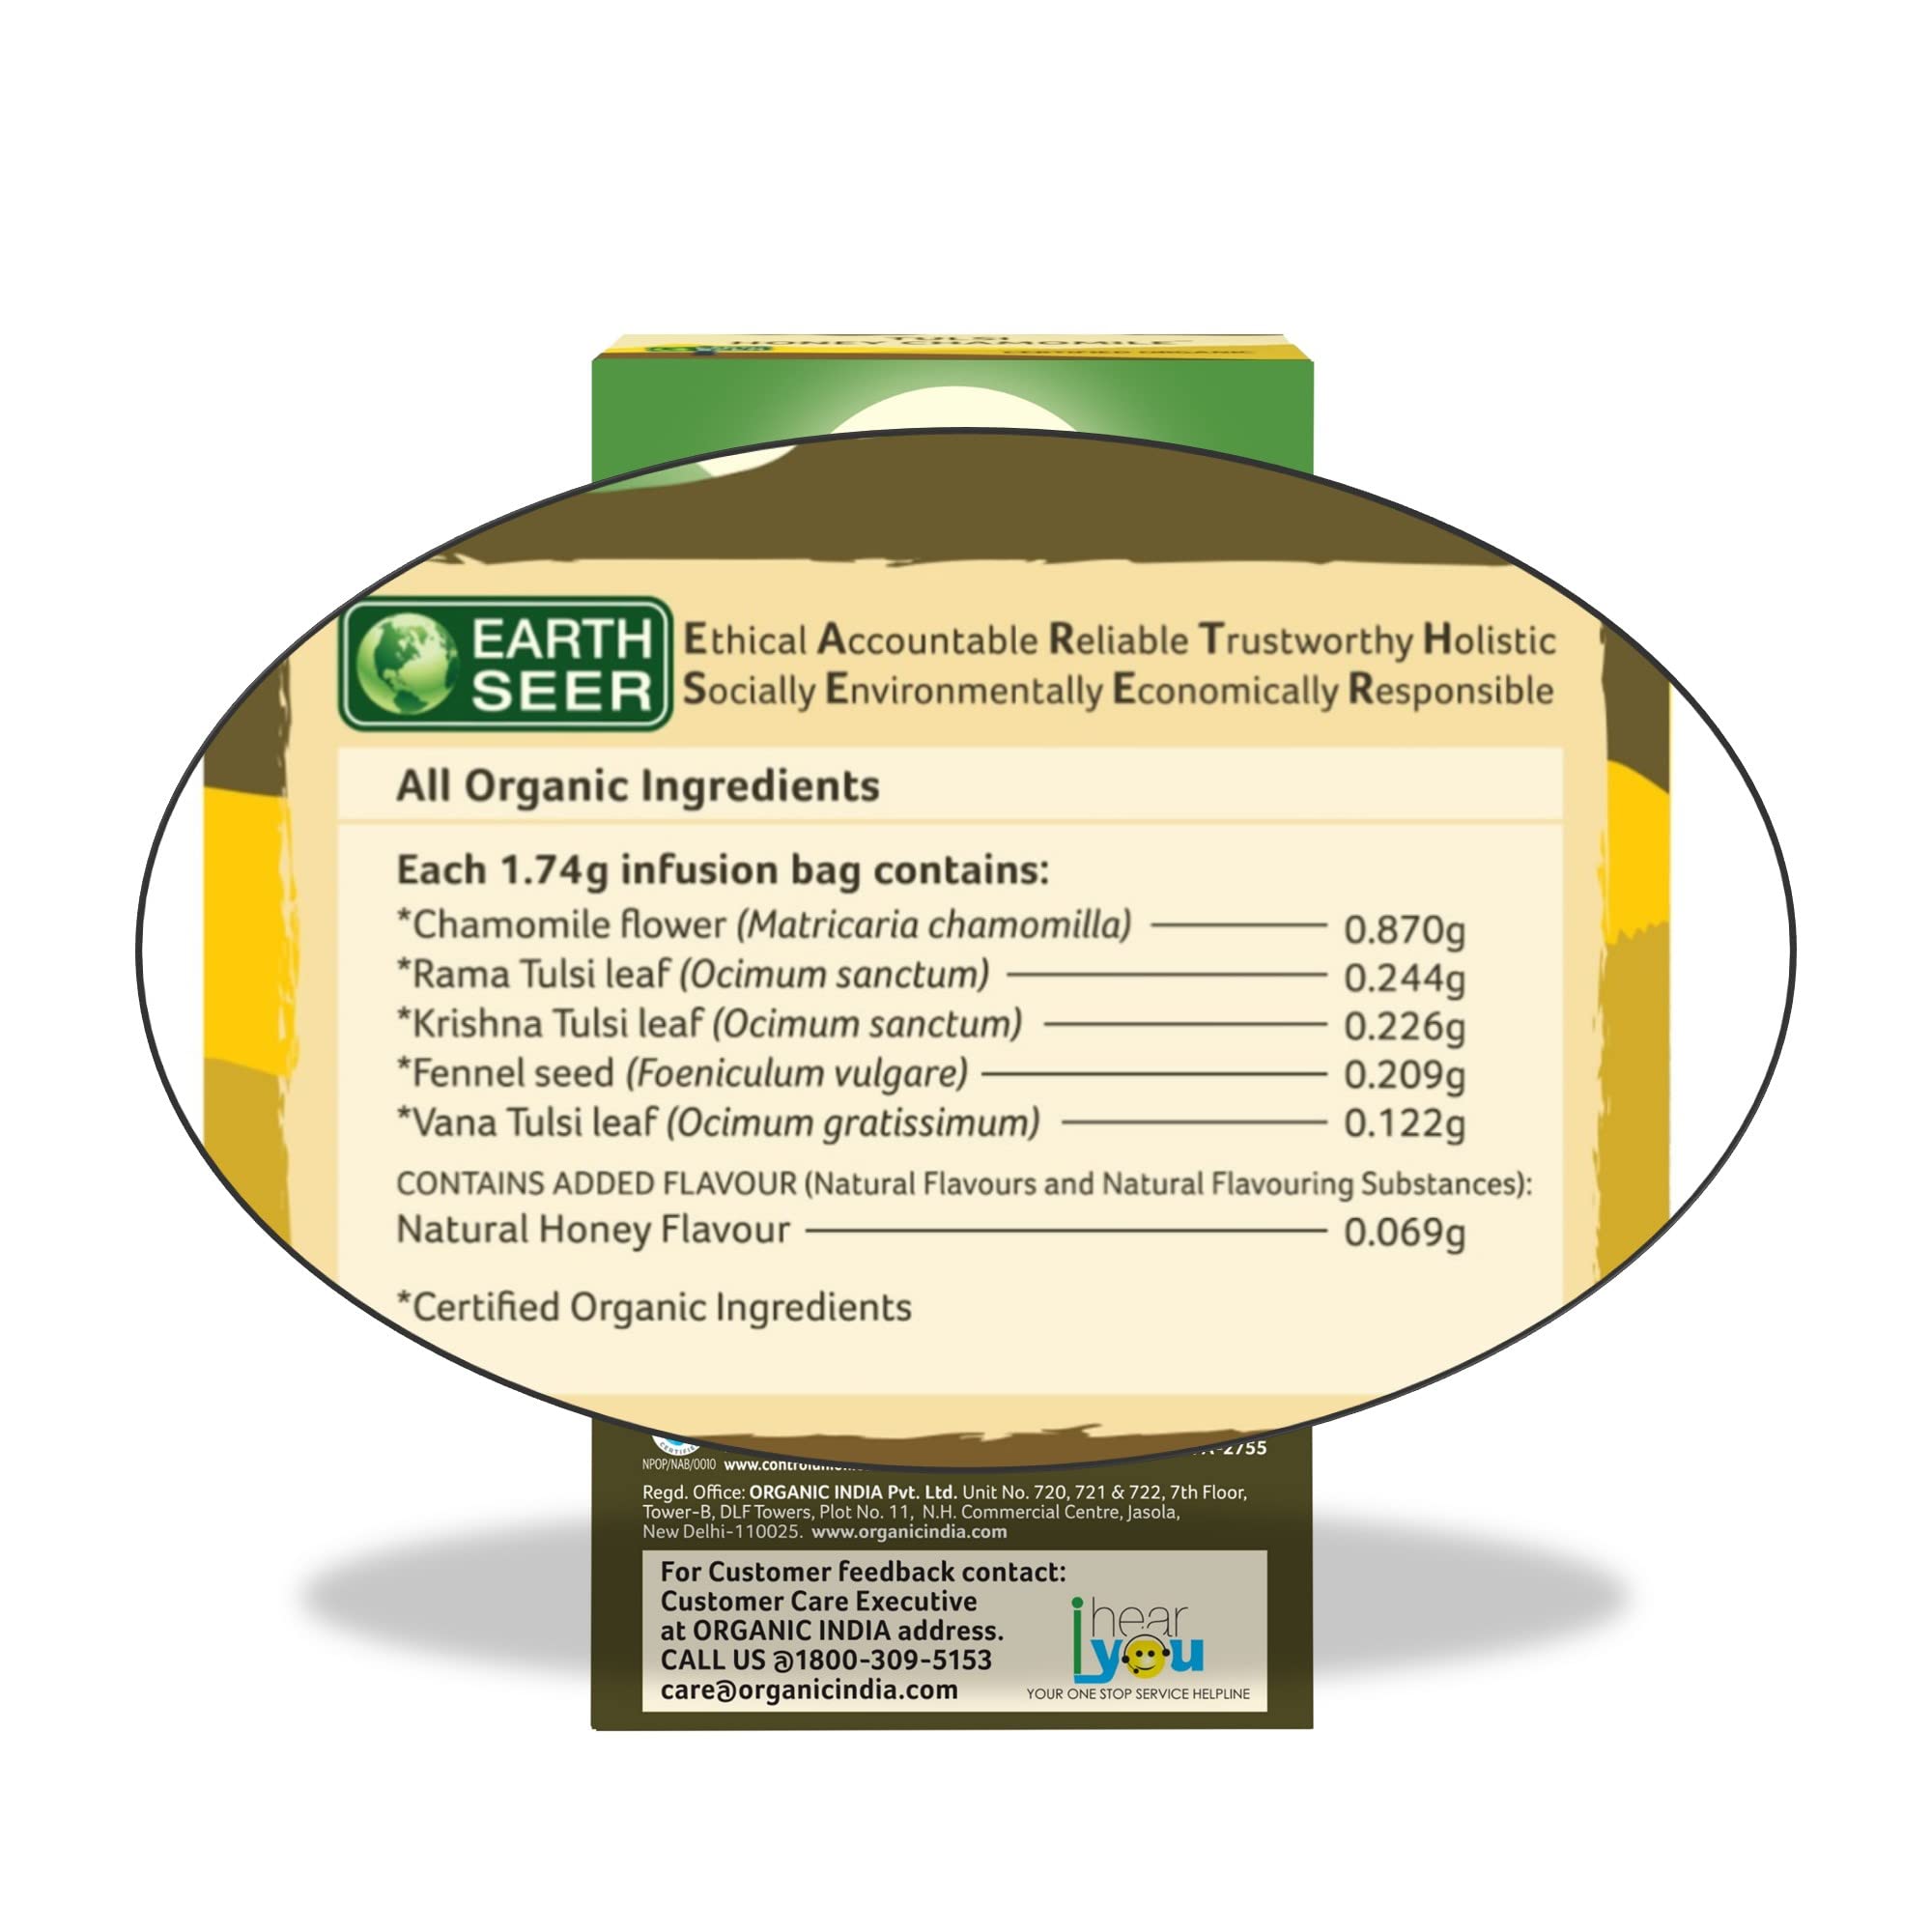 TULSI
HONEY CHAMOMILE
CERTIFIED ORGANIC
EARTH
SEER
Ethical Accountable Reliable Trustworthy Holistic
Socially Environmentally Economically Responsible
All Organic Ingredients
Each 1.74g infusion bag contains:
*Chamomile flower (Matricaria chamomilla) 0.870g
*Rama Tulsi leaf (Ocimum sanctum) 0.244g
*Krishna Tulsi leaf (Ocimum sanctum) 0.226g
*Fennel seed (Foeniculum vulgare) 0.209g
*Vana Tulsi leaf (Ocimum gratissimum) 0.122g
CONTAINS ADDED FLAVOUR (Natural Flavours and Natural Flavouring Substances):
Natural Honey Flavour 0.069g
*Certified Organic Ingredients
-2755
NPOP/NAB/0010
Regd. Office: ORGANIC INDIA Pvt. Ltd. Unit No. 720, 721 & 722, 7th Floor,
Tower-B, DLF Towers, Plot No. 11, N.H. Commercial Centre, Jasola,
New Delhi-110025. www.organicindia.com
For Customer feedback contact:
Customer Care Executive
at ORGANIC INDIA address.
CALL US @1800-309-5153
care@organicindia.com
i hear
you
YOUR ONE STOP SERVICE HELPLINE